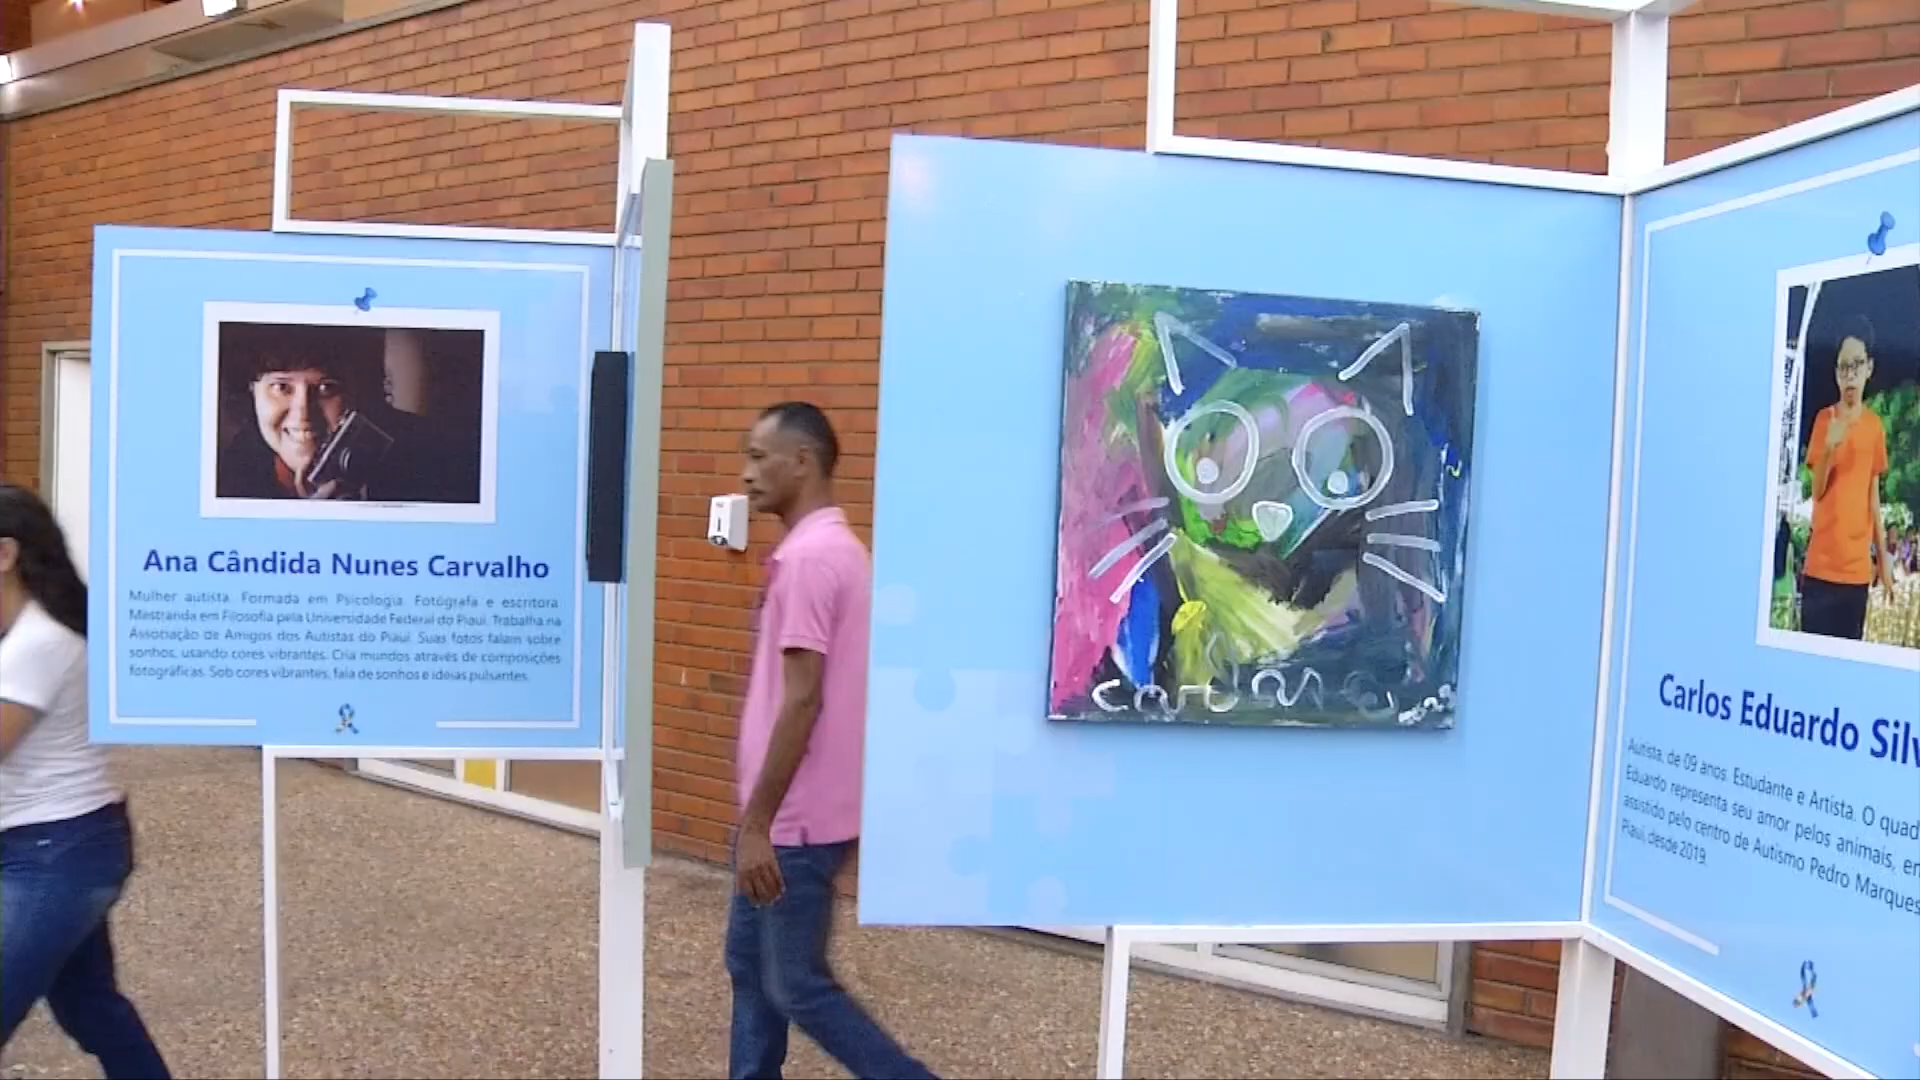 Ana Cândida Nunes Carvalho
Mulher autista. Formada em Psicologia. Fotógrafa e escritora.
Mestranda em Filosofia pela Universidade Federal do Piauí. Trabalha na
Associação de Amigos dos Autistas do Piauí. Suas fotos falam sobre
sonhos, usando cores vibrantes. Cria mundos através de composições
fotográficas. Sob cores vibrantes, fala de sonhos e ideias pulsantes.
Carlos Eduardo Silv
Autista, de 09 anos. Estudante e Artista. O quad
Eduardo representa seu amor pelos animais, en
assistido pelo centro de Autismo Pedro Marques
Piauí, desde 2019.